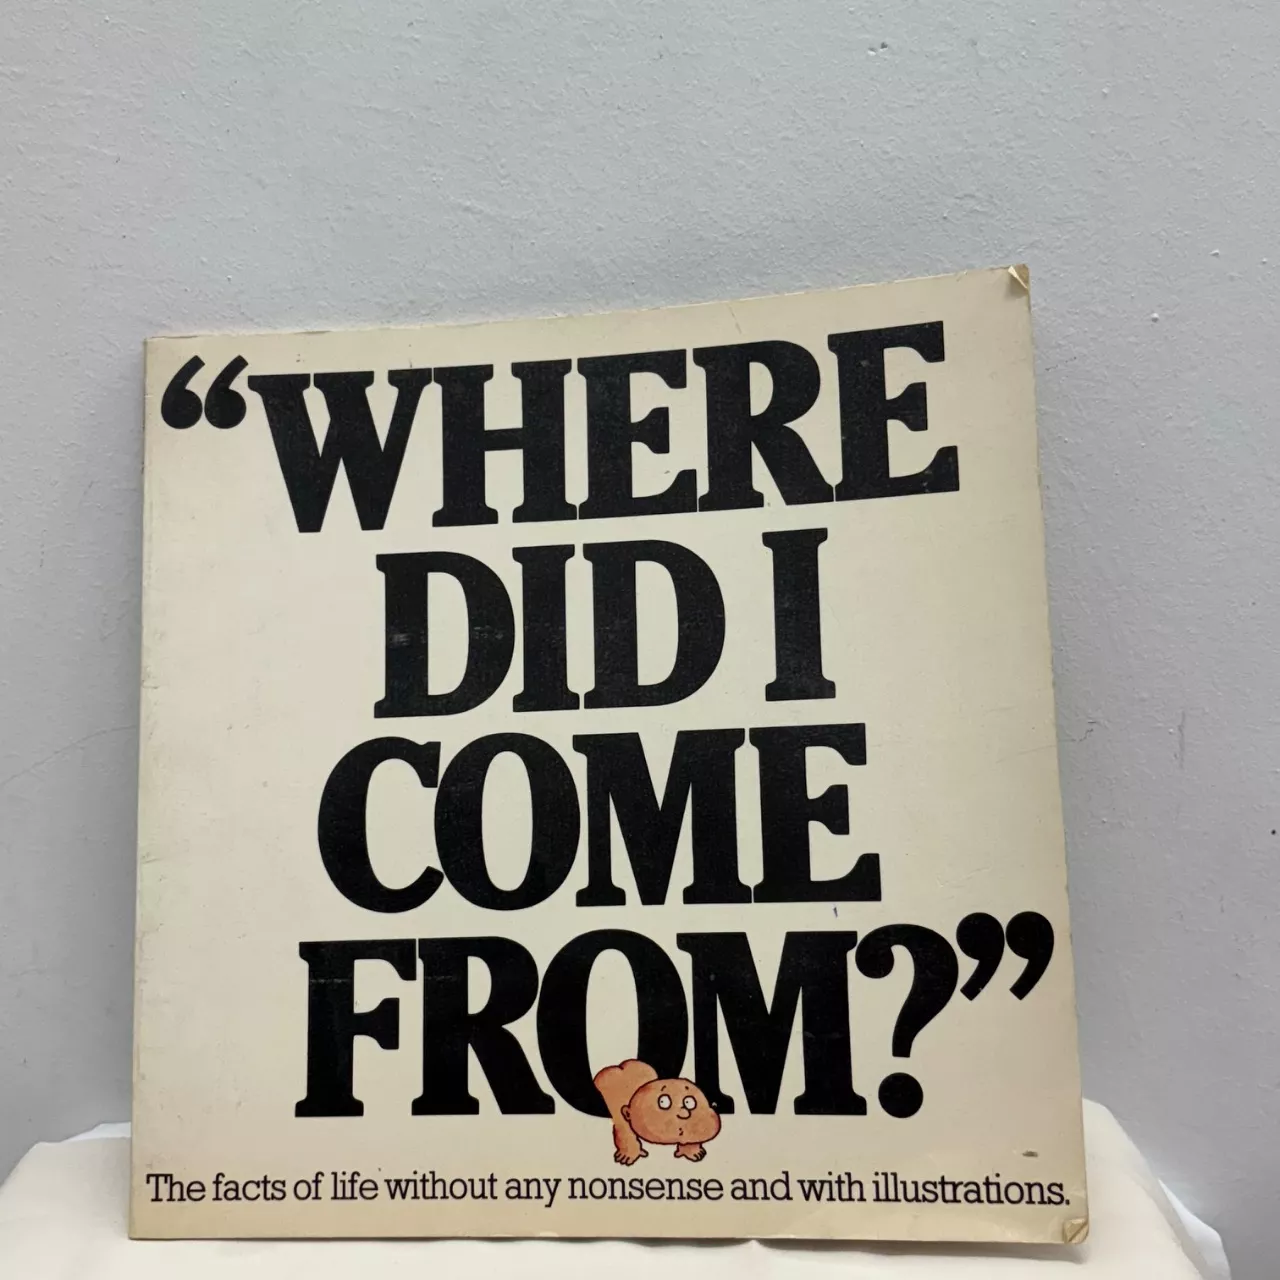 “WHERE
DID I
COME
FROM?”
The facts of life without any nonsense and with illustrations.